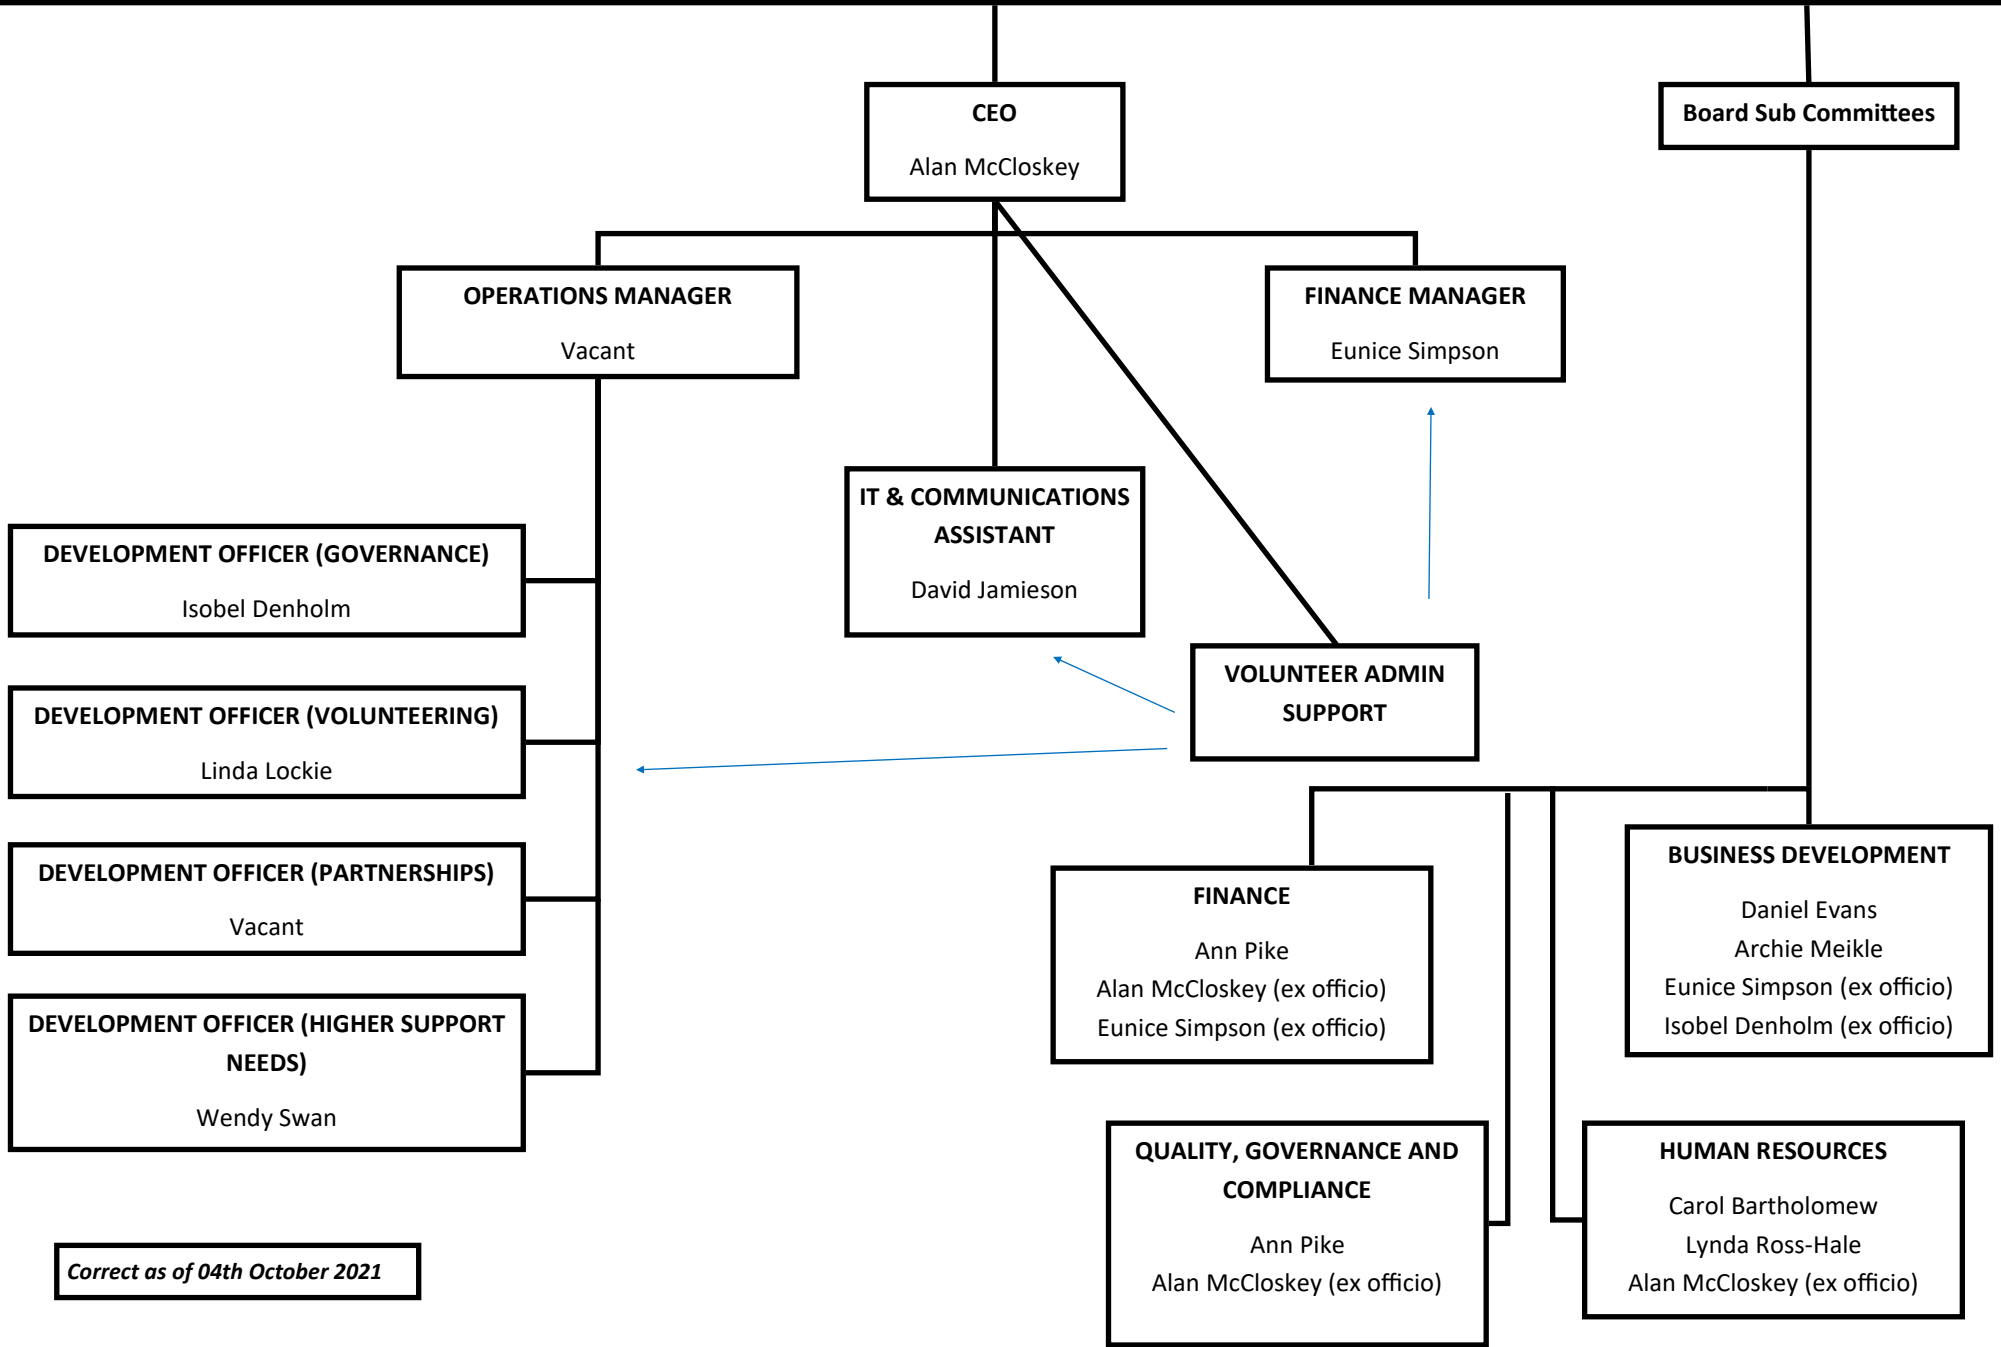 CEO
Alan McCloskey
Board Sub Committees
OPERATIONS MANAGER
Vacant
FINANCE MANAGER
Eunice Simpson
IT & COMMUNICATIONS
ASSISTANT
David Jamieson
DEVELOPMENT OFFICER (GOVERNANCE)
Isobel Denholm
VOLUNTEER ADMIN
SUPPORT
DEVELOPMENT OFFICER (VOLUNTEERING)
Linda Lockie
DEVELOPMENT OFFICER (PARTNERSHIPS)
Vacant
DEVELOPMENT OFFICER (HIGHER SUPPORT
NEEDS)
Wendy Swan
FINANCE
Ann Pike
Alan McCloskey (ex officio)
Eunice Simpson (ex officio)
BUSINESS DEVELOPMENT
Daniel Evans
Archie Meikle
Eunice Simpson (ex officio)
Isobel Denholm (ex officio)
QUALITY, GOVERNANCE AND
COMPLIANCE
Ann Pike
Alan McCloskey (ex officio)
HUMAN RESOURCES
Carol Bartholomew
Lynda Ross-Hale
Alan McCloskey (ex officio)
Correct as of 04th October 2021